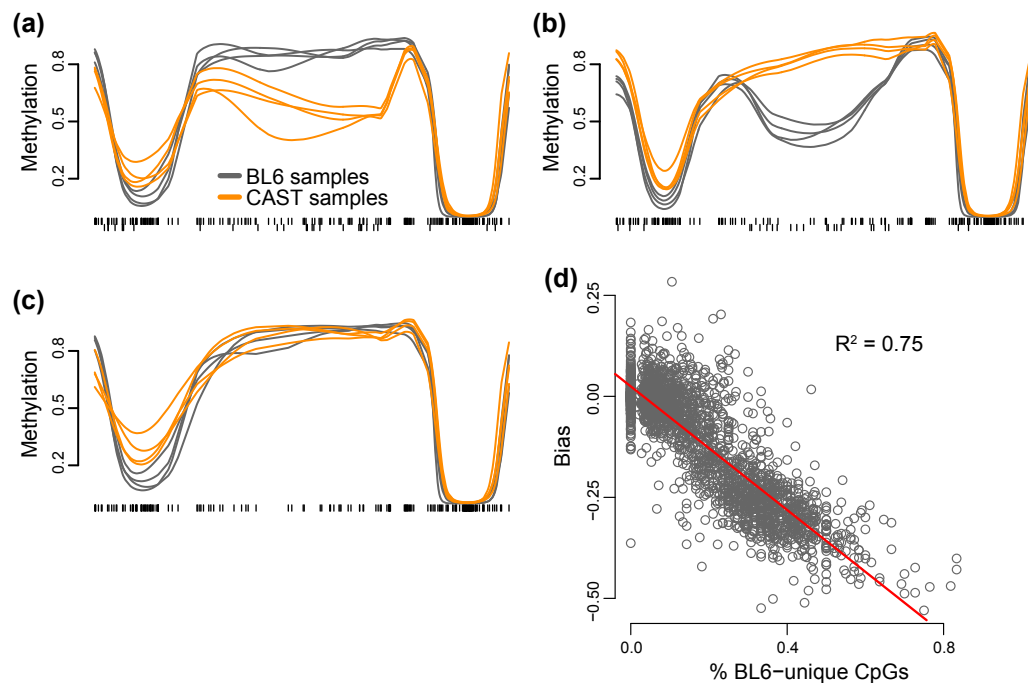 (a)
Methylation
0.2 0.5 0.8
BL6 samples
CAST samples
(b)
Methylation
0.2 0.5 0.8
(c)
Methylation
0.2 0.5 0.8
(d)
Bias
−0.50 −0.25 0.00 0.25
R² = 0.75
0.0 0.4 0.8
% BL6−unique CpGs